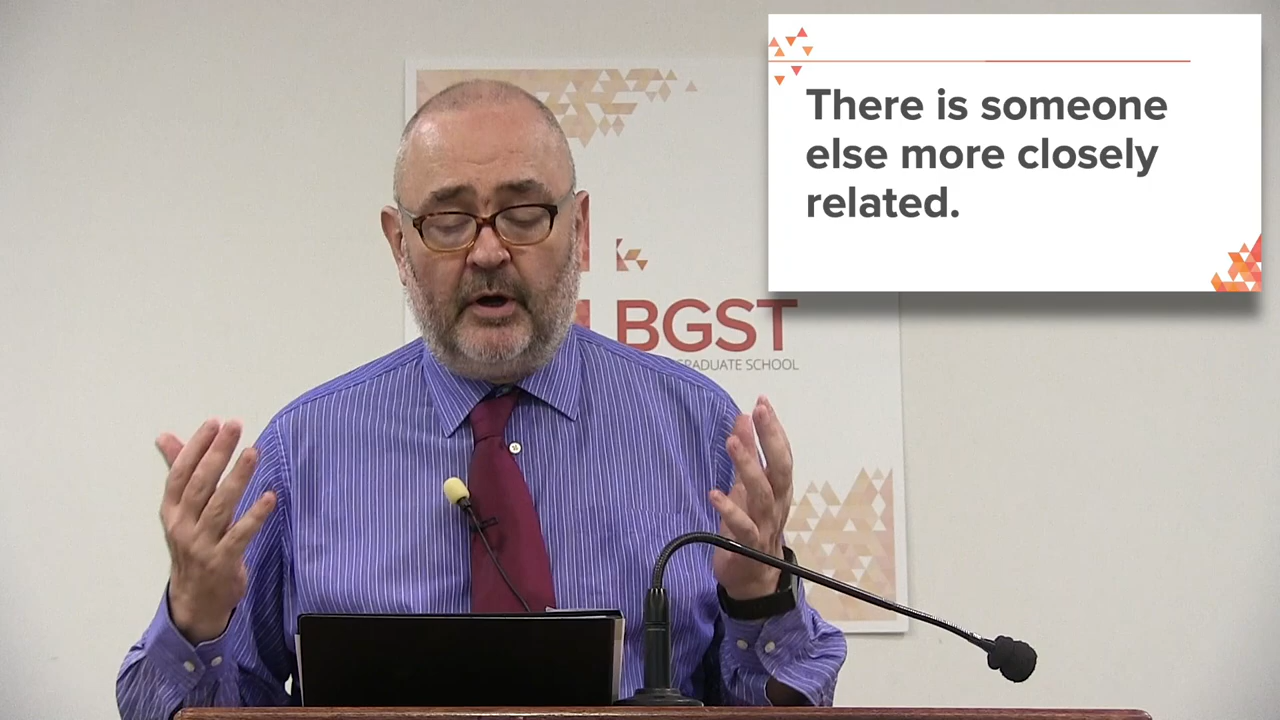 There is someone
else more closely
related.
BGST
GRADUATE SCHOOL